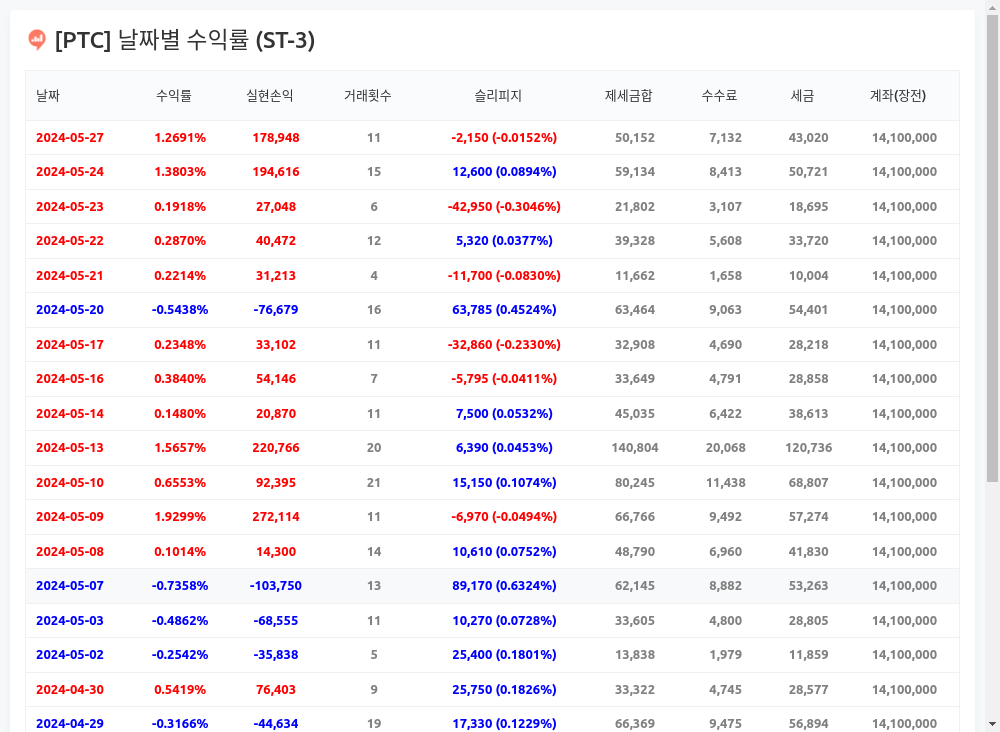 [PTC] 날짜별 수익률 (ST-3)
날짜 수익률 실현손익 거래횟수 슬리피지 제세금합 수수료 세금 계좌(장전)
2024-05-27 1.2691% 178,948 11 -2,150 (-0.0152%) 50,152 7,132 43,020 14,100,000
2024-05-24 1.3803% 194,616 15 12,600 (0.0894%) 59,134 8,413 50,721 14,100,000
2024-05-23 0.1918% 27,048 6 -42,950 (-0.3046%) 21,802 3,107 18,695 14,100,000
2024-05-22 0.2870% 40,472 12 5,320 (0.0377%) 39,328 5,608 33,720 14,100,000
2024-05-21 0.2214% 31,213 4 -11,700 (-0.0830%) 11,662 1,658 10,004 14,100,000
2024-05-20 -0.5438% -76,679 16 63,785 (0.4524%) 63,464 9,063 54,401 14,100,000
2024-05-17 0.2348% 33,102 11 -32,860 (-0.2330%) 32,908 4,690 28,218 14,100,000
2024-05-16 0.3840% 54,146 7 -5,795 (-0.0411%) 33,649 4,791 28,858 14,100,000
2024-05-14 0.1480% 20,870 11 7,500 (0.0532%) 45,035 6,422 38,613 14,100,000
2024-05-13 1.5657% 220,766 20 6,390 (0.0453%) 140,804 20,068 120,736 14,100,000
2024-05-10 0.6553% 92,395 21 15,150 (0.1074%) 80,245 11,438 68,807 14,100,000
2024-05-09 1.9299% 272,114 11 -6,970 (-0.0494%) 66,766 9,492 57,274 14,100,000
2024-05-08 0.1014% 14,300 14 10,610 (0.0752%) 48,790 6,960 41,830 14,100,000
2024-05-07 -0.7358% -103,750 13 89,170 (0.6324%) 62,145 8,882 53,263 14,100,000
2024-05-03 -0.4862% -68,555 11 10,270 (0.0728%) 33,605 4,800 28,805 14,100,000
2024-05-02 -0.2542% -35,838 5 25,400 (0.1801%) 13,838 1,979 11,859 14,100,000
2024-04-30 0.5419% 76,403 9 25,750 (0.1826%) 33,322 4,745 28,577 14,100,000
2024-04-29 -0.3166% -44,634 19 17,330 (0.1229%) 66,369 9,475 56,894 14,100,000